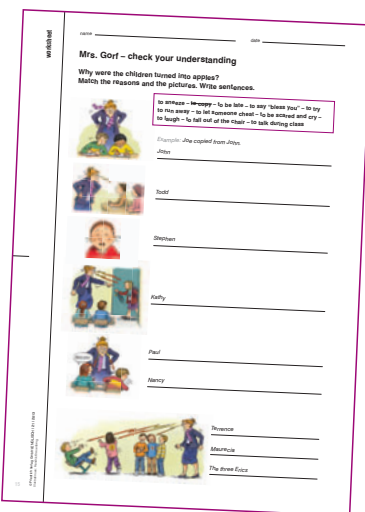 worksheet
name
date
Mrs. Gorf – check your understanding
Why were the children turned into apples?
Match the reasons and the pictures. Write sentences.
to sneeze – to copy – to be late – to say "bless you" – to try
to run away – to let someone cheat – to be scared and cry –
to laugh – to fall out of the chair – to talk during class
Example: Joe copied from John.
John
Todd
Stephen
Kathy
Paul
Nancy
Terrence
Maurecia
The three Erics